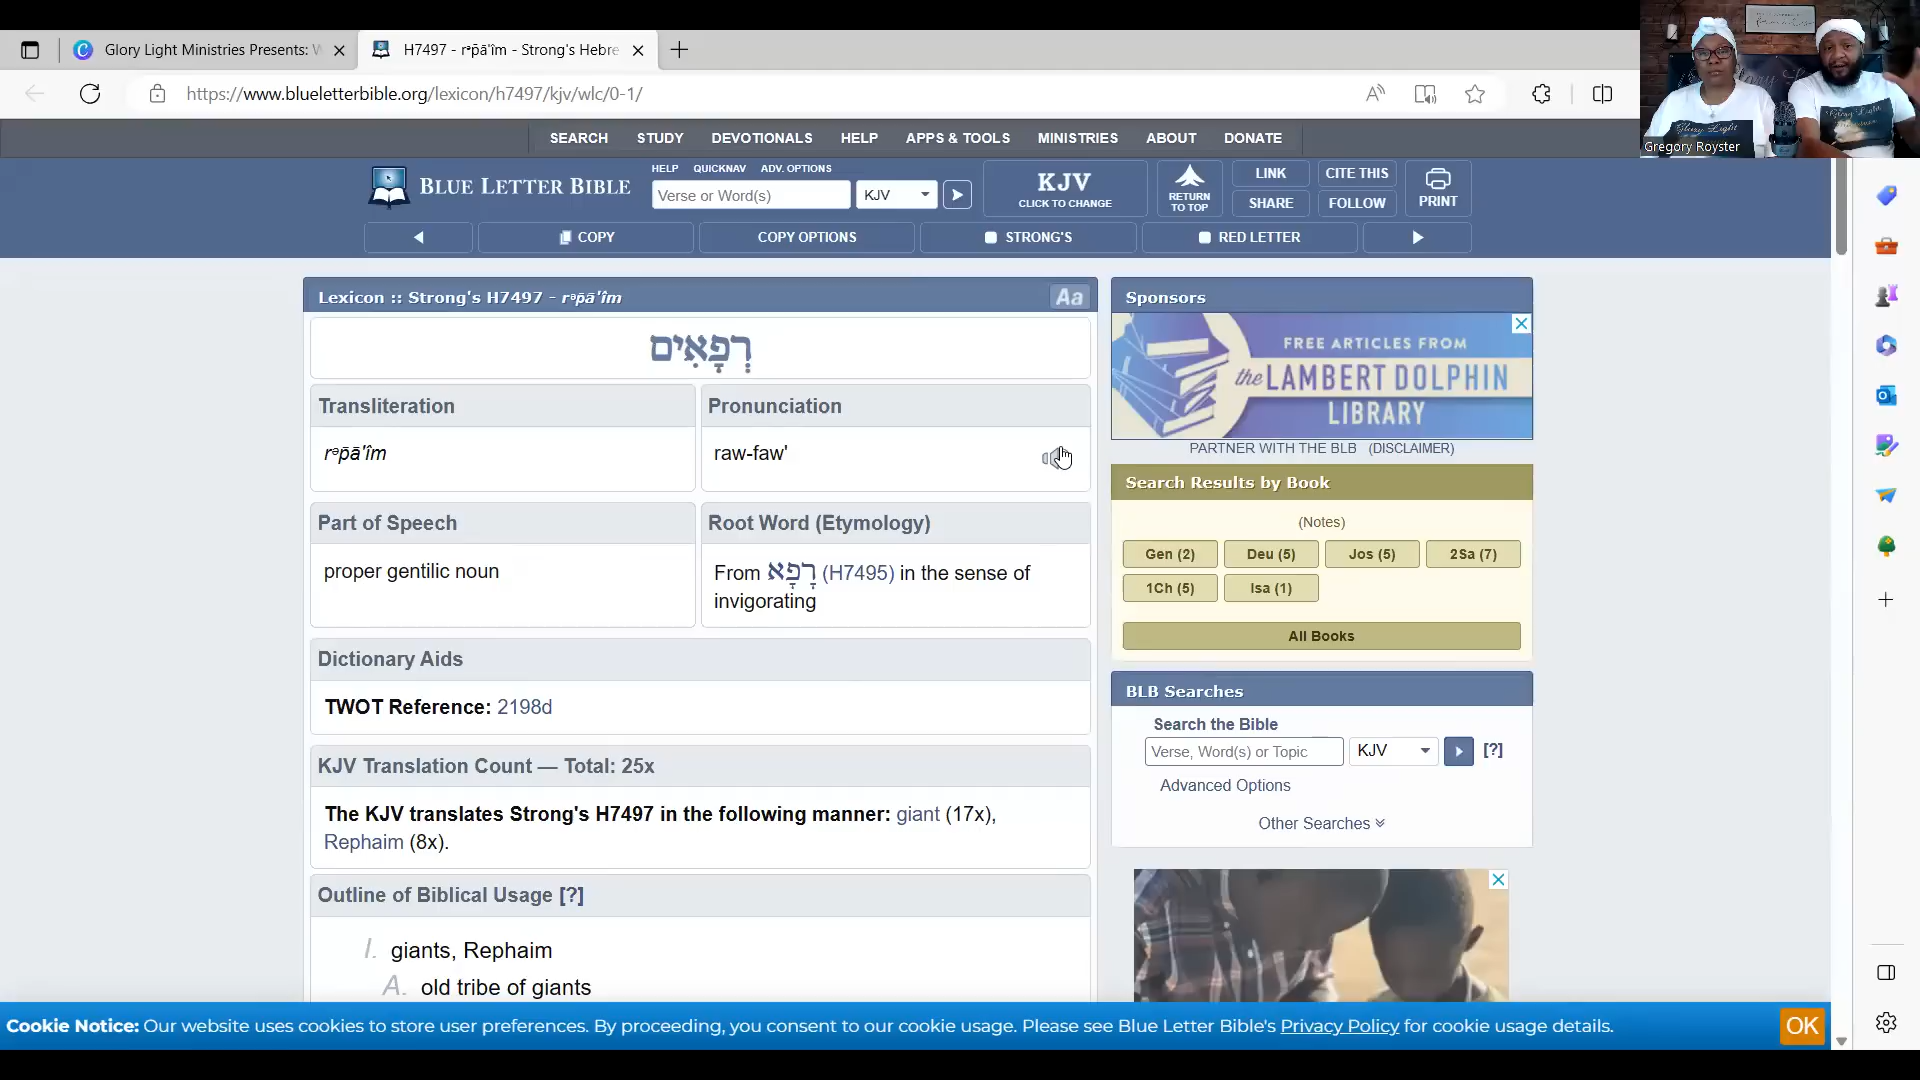 Glory Light Ministries Presents: W
H7497 - rᵊp̄ā'îm - Strong's Hebre
https://www.blueletterbible.org/lexicon/h7497/kjv/wlc/0-1/
Gregory Royster
SEARCH STUDY DEVOTIONALS HELP APPS & TOOLS MINISTRIES ABOUT DONATE
BLUE LETTER BIBLE
HELP QUICKNAV ADV. OPTIONS
Verse or Word(s) KJV
KJV
CLICK TO CHANGE
RETURN
TO TOP
LINK CITE THIS
SHARE FOLLOW
PRINT
COPY COPY OPTIONS STRONG'S RED LETTER
Lexicon :: Strong's H7497 - rᵊp̄ā'îm
Aa
רְפָאִים
Transliteration
rᵊp̄ā'îm
Pronunciation
raw-faw'
Part of Speech
proper gentilic noun
Root Word (Etymology)
From רָפָא (H7495) in the sense of
invigorating
Dictionary Aids
TWOT Reference: 2198d
KJV Translation Count — Total: 25x
The KJV translates Strong's H7497 in the following manner: giant (17x),
Rephaim (8x).
Outline of Biblical Usage [?]
I. giants, Rephaim
A. old tribe of giants
Sponsors
FREE ARTICLES FROM
the LAMBERT DOLPHIN
LIBRARY
PARTNER WITH THE BLB (DISCLAIMER)
Search Results by Book
(Notes)
Gen (2) Deu (5) Jos (5) 2Sa (7)
1Ch (5) Isa (1)
All Books
BLB Searches
Search the Bible
Verse, Word(s) or Topic KJV [?]
Advanced Options
Other Searches
Cookie Notice: Our website uses cookies to store user preferences. By proceeding, you consent to our cookie usage. Please see Blue Letter Bible's Privacy Policy for cookie usage details.
OK